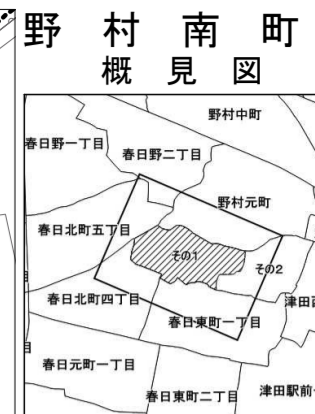 野村南町
概見図
野村中町
春日野一丁目
春日野二丁目
野村元町
春日北町五丁目
その1
その2
春日北町四丁目
津田西
春日東町一丁目
春日元町一丁目
春日東町二丁目
津田駅前